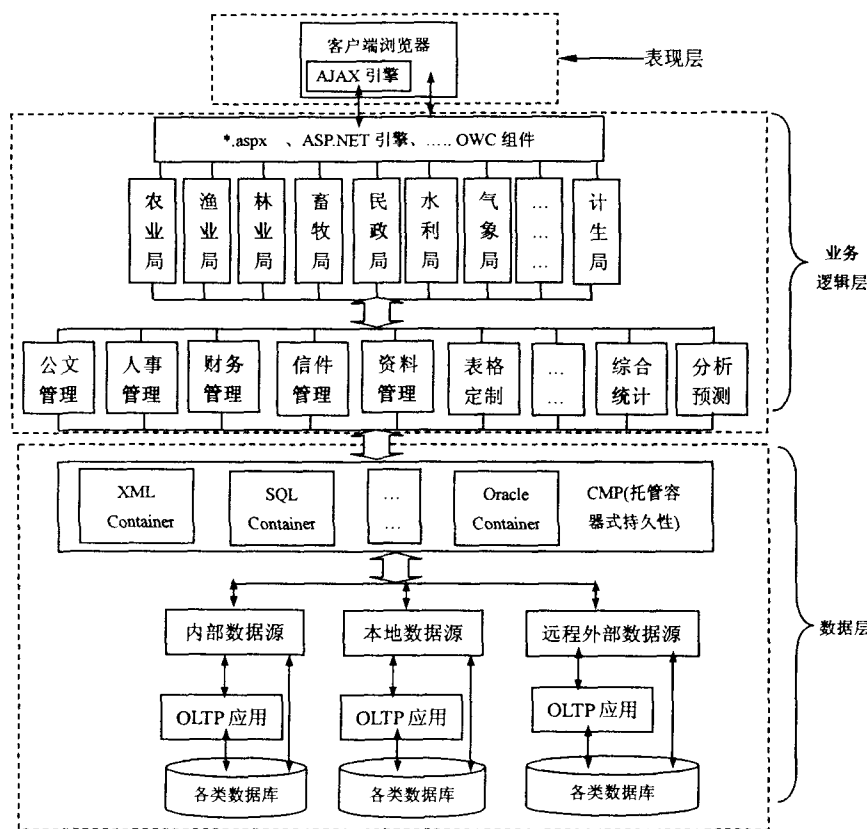 客户端浏览器
AJAX 引擎
表现层
*.aspx 、ASP.NET 引擎、….. OWC 组件
农业局
渔业局
林业局
畜牧局
民政局
水利局
气象局
… … …
计生局
业务
逻辑层
公文
管理
人事
管理
财务
管理
信件
管理
资料
管理
表格
定制
…
…
综合
统计
分析
预测
XML
Container
SQL
Container
…
…
Oracle
Container
CMP(托管容
器式持久性)
内部数据源
本地数据源
远程外部数据源
数据层
OLTP 应用
OLTP 应用
OLTP 应用
各类数据库
各类数据库
各类数据库